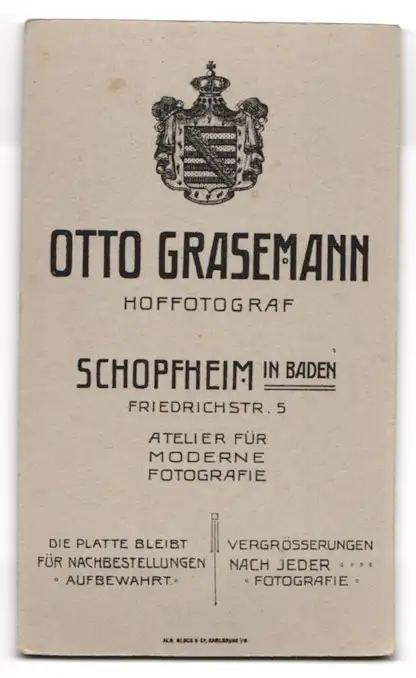 OTTO GRASEMANN
HOFFOTOGRAF
SCHOPFHEIM IN BADEN
FRIEDRICHSTR. 5
ATELIER FÜR
MODERNE
FOTOGRAFIE
DIE PLATTE BLEIBT
FÜR NACHBESTELLUNGEN
AUFBEWAHRT.
VERGRÖSSERUNGEN
NACH JEDER
FOTOGRAFIE
KARLSRUHE